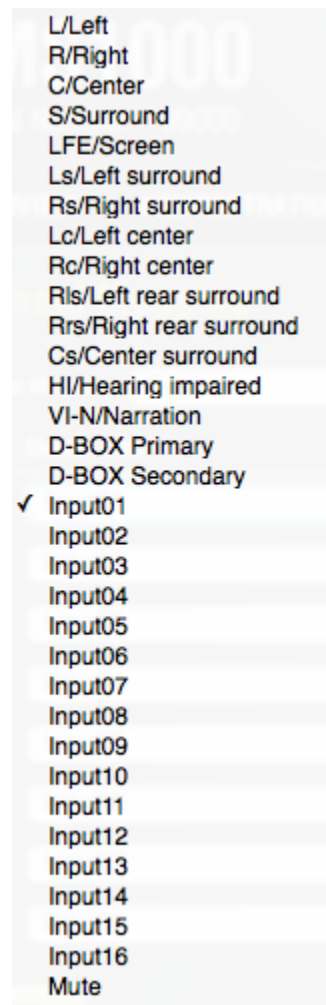 L/Left
R/Right
C/Center
S/Surround
LFE/Screen
Ls/Left surround
Rs/Right surround
Lc/Left center
Rc/Right center
Rls/Left rear surround
Rrs/Right rear surround
Cs/Center surround
HI/Hearing impaired
VI-N/Narration
D-BOX Primary
D-BOX Secondary
✓ Input01
Input02
Input03
Input04
Input05
Input06
Input07
Input08
Input09
Input10
Input11
Input12
Input13
Input14
Input15
Input16
Mute